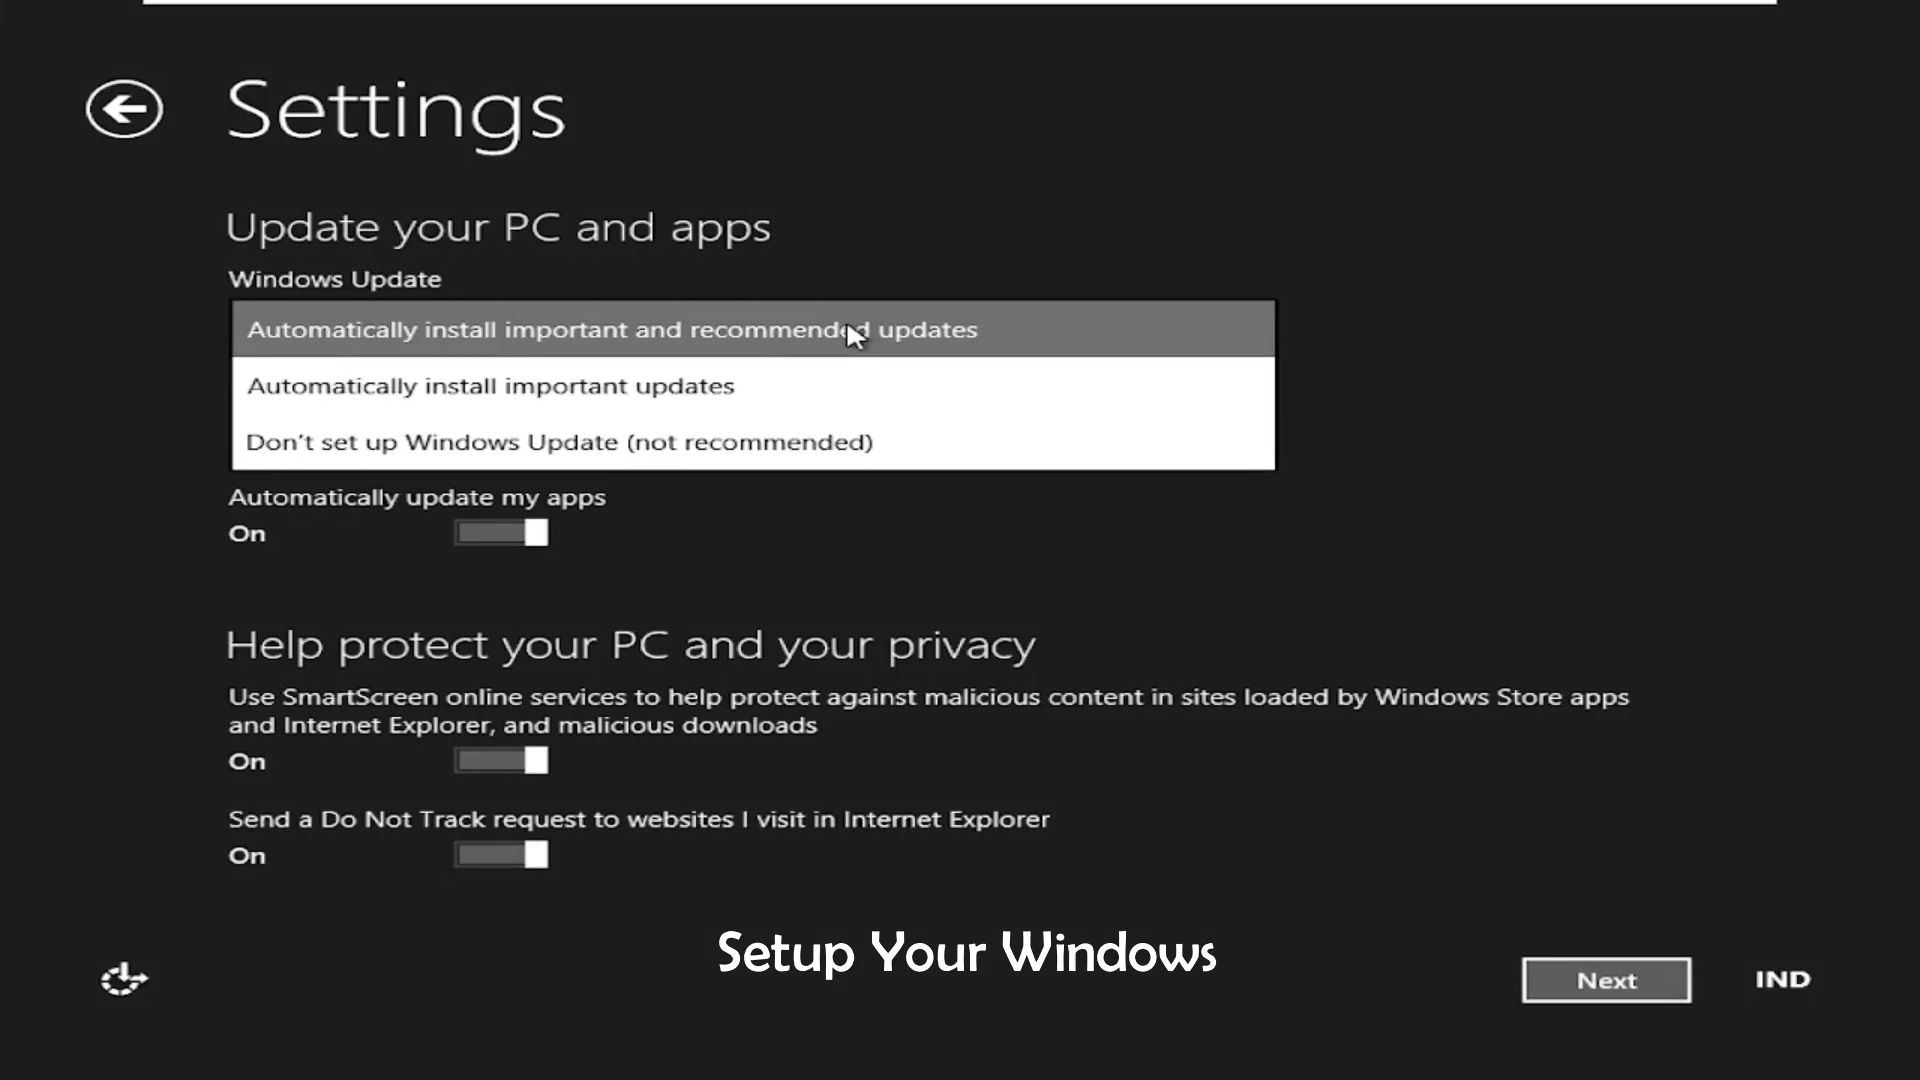 Settings
Update your PC and apps
Windows Update
Automatically install important and recommended updates
Automatically install important updates
Don't set up Windows Update (not recommended)
Automatically update my apps
On
Help protect your PC and your privacy
Use SmartScreen online services to help protect against malicious content in sites loaded by Windows Store apps
and Internet Explorer, and malicious downloads
On
Send a Do Not Track request to websites I visit in Internet Explorer
On
Setup Your Windows
Next
IND